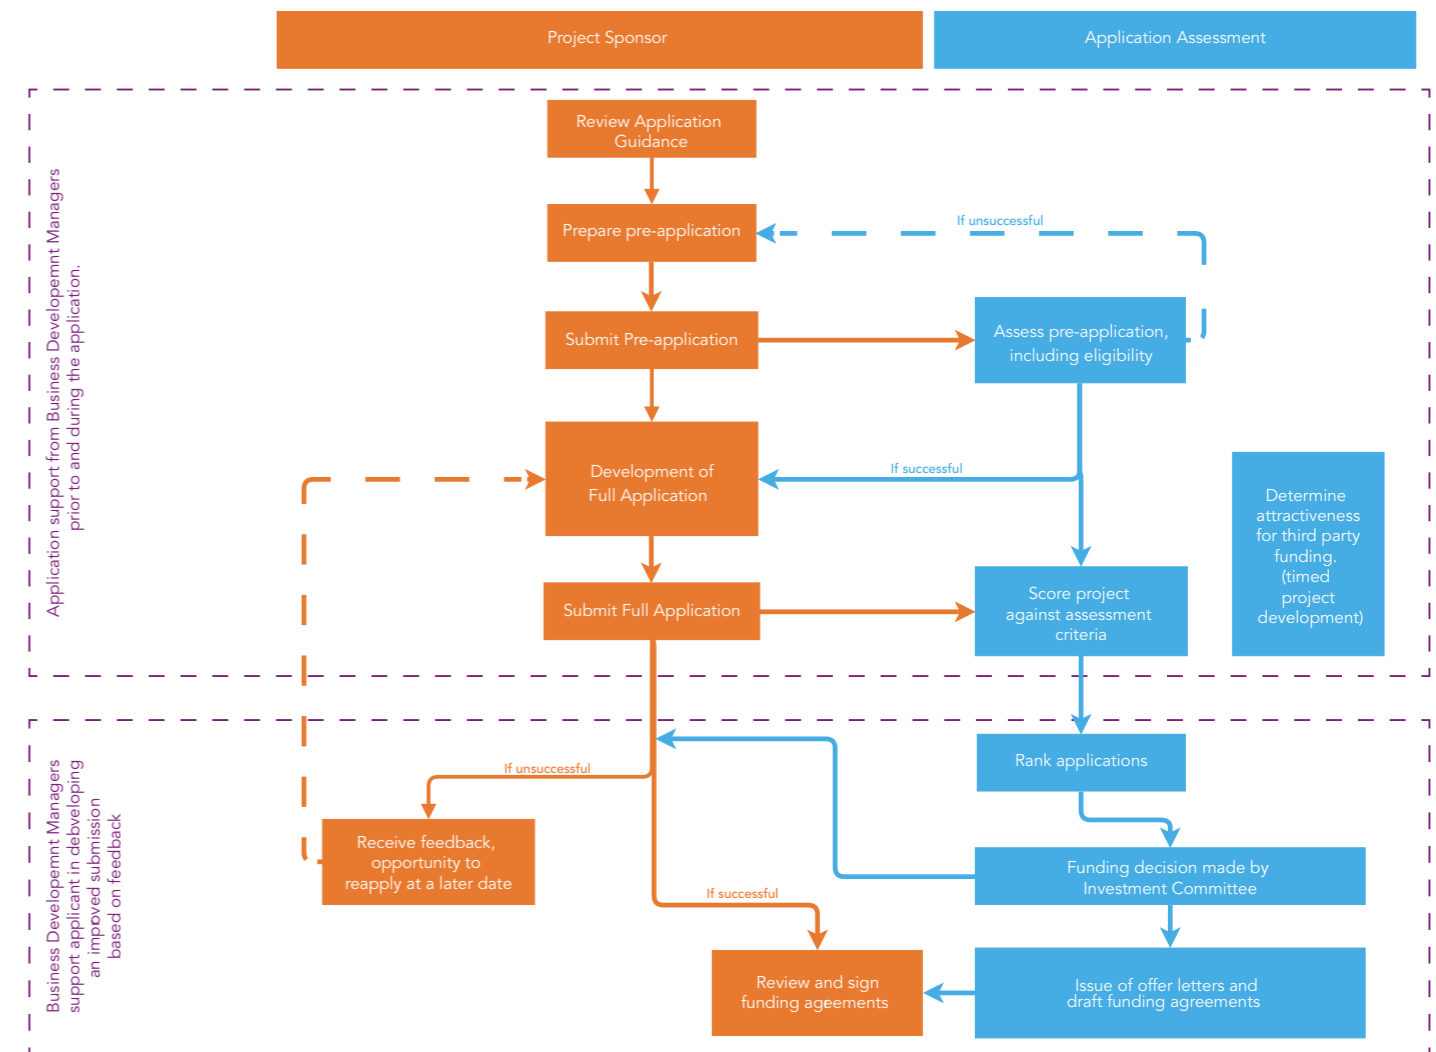 Project Sponsor
Application Assessment
Application support from Business Developemnt Managers
prior to and during the application.
Review Application
Guidance
Prepare pre-application
If unsuccessful
Submit Pre-application
Assess pre-application,
including eligibility
Development of
Full Application
If successful
Determine
attractiveness
for third party
funding.
(timed
project
development)
Submit Full Application
Score project
against assessment
criteria
Business Developemnt Managers
support applicant in debveloping
an improved submission
based on feedback
Rank applications
If unsuccessful
Receive feedback,
opportunity to
reapply at a later date
Funding decision made by
Investment Committee
If successful
Review and sign
funding agreements
Issue of offer letters and
draft funding agreements